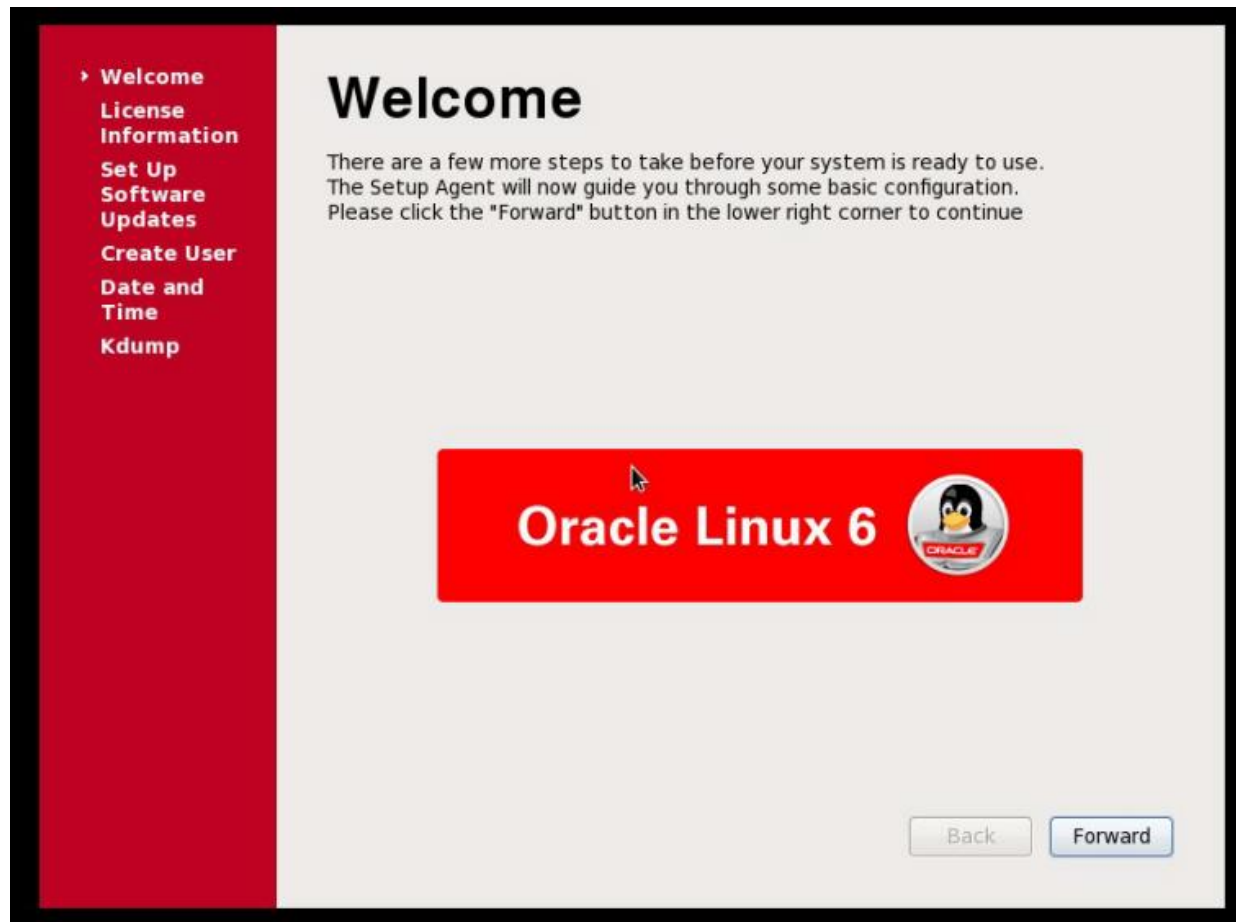 Welcome
License
Information
Set Up
Software
Updates
Create User
Date and
Time
Kdump
Welcome
There are a few more steps to take before your system is ready to use.
The Setup Agent will now guide you through some basic configuration.
Please click the "Forward" button in the lower right corner to continue
Oracle Linux 6
ORACLE
Back
Forward